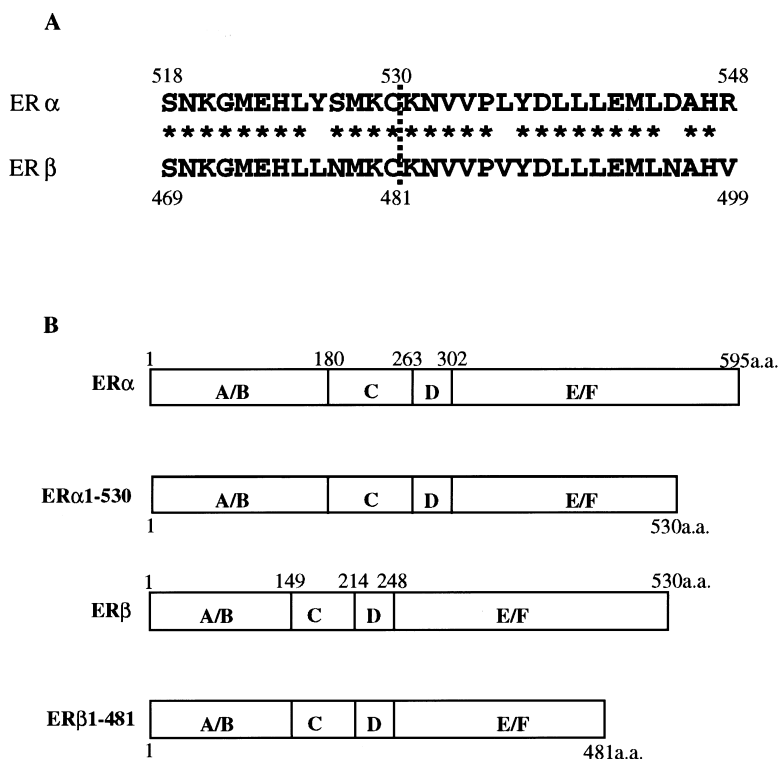 A
518 530 548
ER α SNKGMEHLYSMKCKNVVPLYDLLLEMLDAHR
******** ********* ******** **
ER β SNKGMEHLLNMKCKNVVPVYDLLLEMLNAHV
469 481 499
B
1 180 263 302 595a.a.
ERα A/B C D E/F
ERα1-530 A/B C D E/F
1 530a.a.
1 149 214 248 530a.a.
ERβ A/B C D E/F
ERβ1-481 A/B C D E/F
1 481a.a.